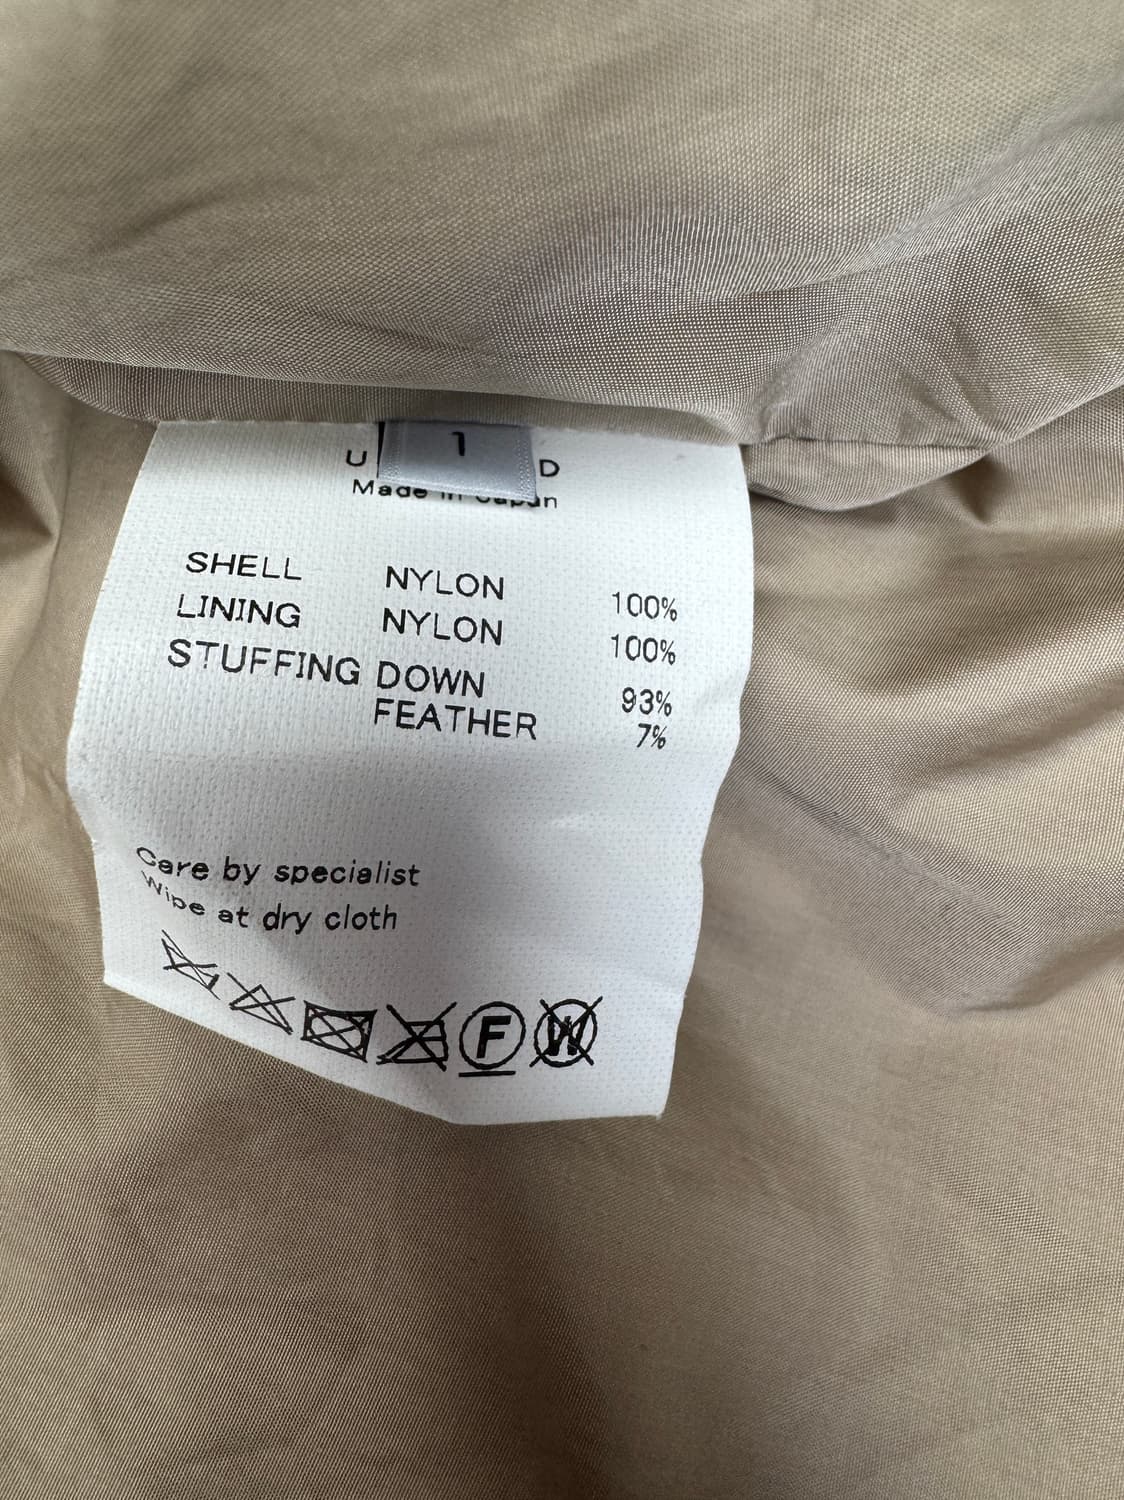 1
U D
Made in Japan
SHELL NYLON 100%
LINING NYLON 100%
STUFFING DOWN 93%
FEATHER 7%
Care by specialist
Wipe at dry cloth
F W